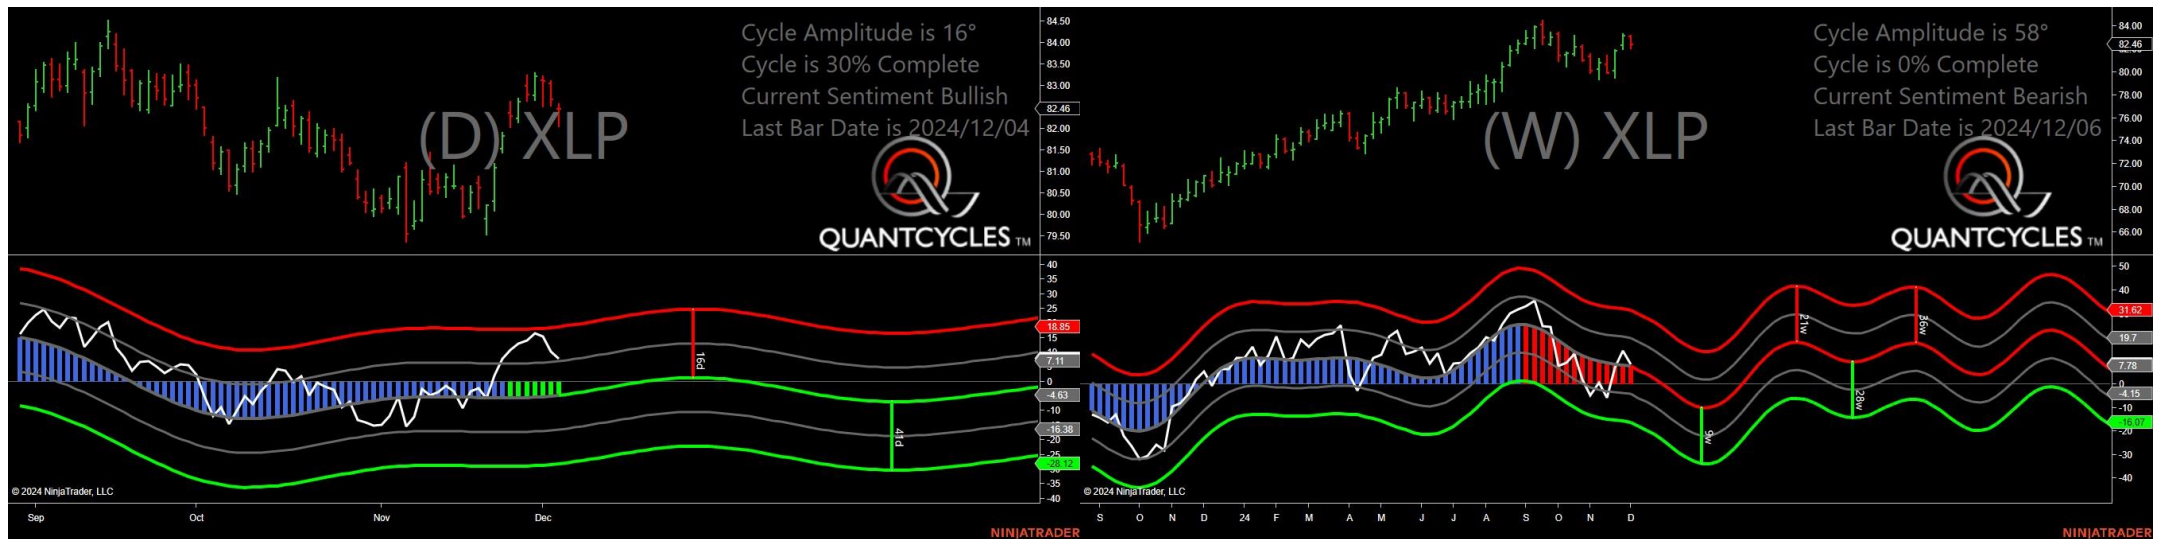 Cycle Amplitude is 16°
Cycle is 30% Complete
Current Sentiment Bullish
Last Bar Date is 2024/12/04
(D) XLP
QUANTCYCLES TM
84.50
84.00
83.50
83.00
82.46
82.00
81.50
81.00
80.50
80.00
79.50
40
35
30
25
18.85
15
7.11
0
-4.63
-10
-16.38
-20
-25
-28.12
-35
-40
16d
41d
© 2024 NinjaTrader, LLC
Sep Oct Nov Dec
NINJATRADER
Cycle Amplitude is 58°
Cycle is 0% Complete
Current Sentiment Bearish
Last Bar Date is 2024/12/06
(W) XLP
QUANTCYCLES TM
84.00
82.46
80.00
78.00
76.00
74.00
72.00
70.00
68.00
66.00
50
40
31.62
19.7
7.78
0
-4.15
-10
-16.07
-20
-30
-40
9w
21w
28w
36w
© 2024 NinjaTrader, LLC
S O N D 24 F M A M J J A S O N D
NINJATRADER